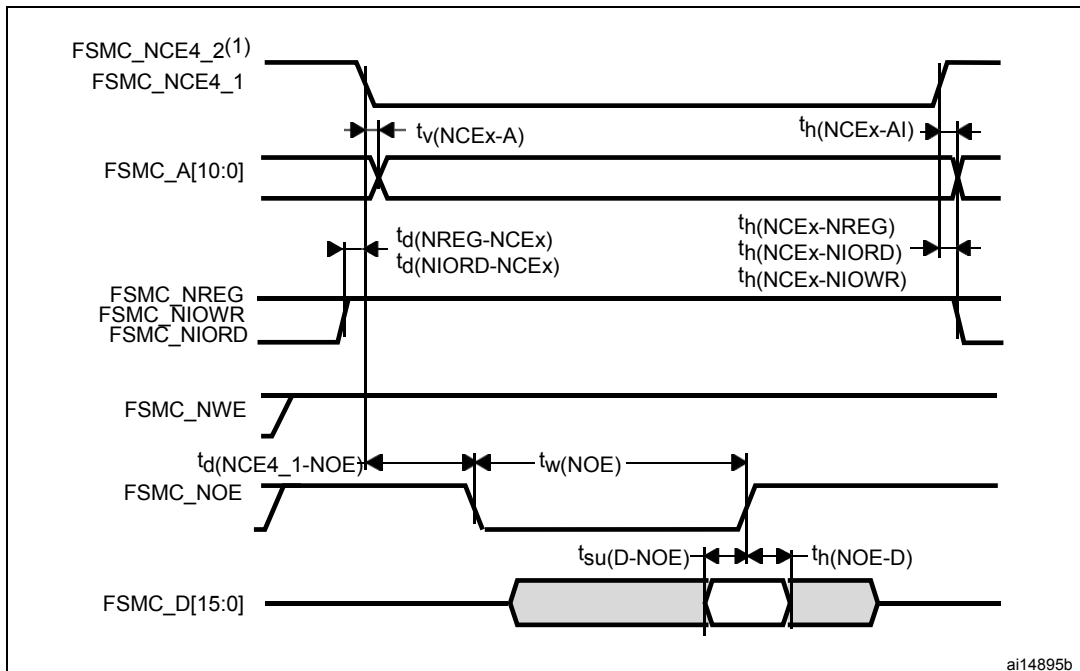 FSMC_NCE4_2(1)
FSMC_NCE4_1
tv(NCEx-A)
th(NCEx-AI)
FSMC_A[10:0]
td(NREG-NCEx)
td(NIORD-NCEx)
th(NCEx-NREG)
th(NCEx-NIORD)
th(NCEx-NIOWR)
FSMC_NREG
FSMC_NIOWR
FSMC_NIORD
FSMC_NWE
td(NCE4_1-NOE)
tw(NOE)
FSMC_NOE
tsu(D-NOE)
th(NOE-D)
FSMC_D[15:0]
ai14895b